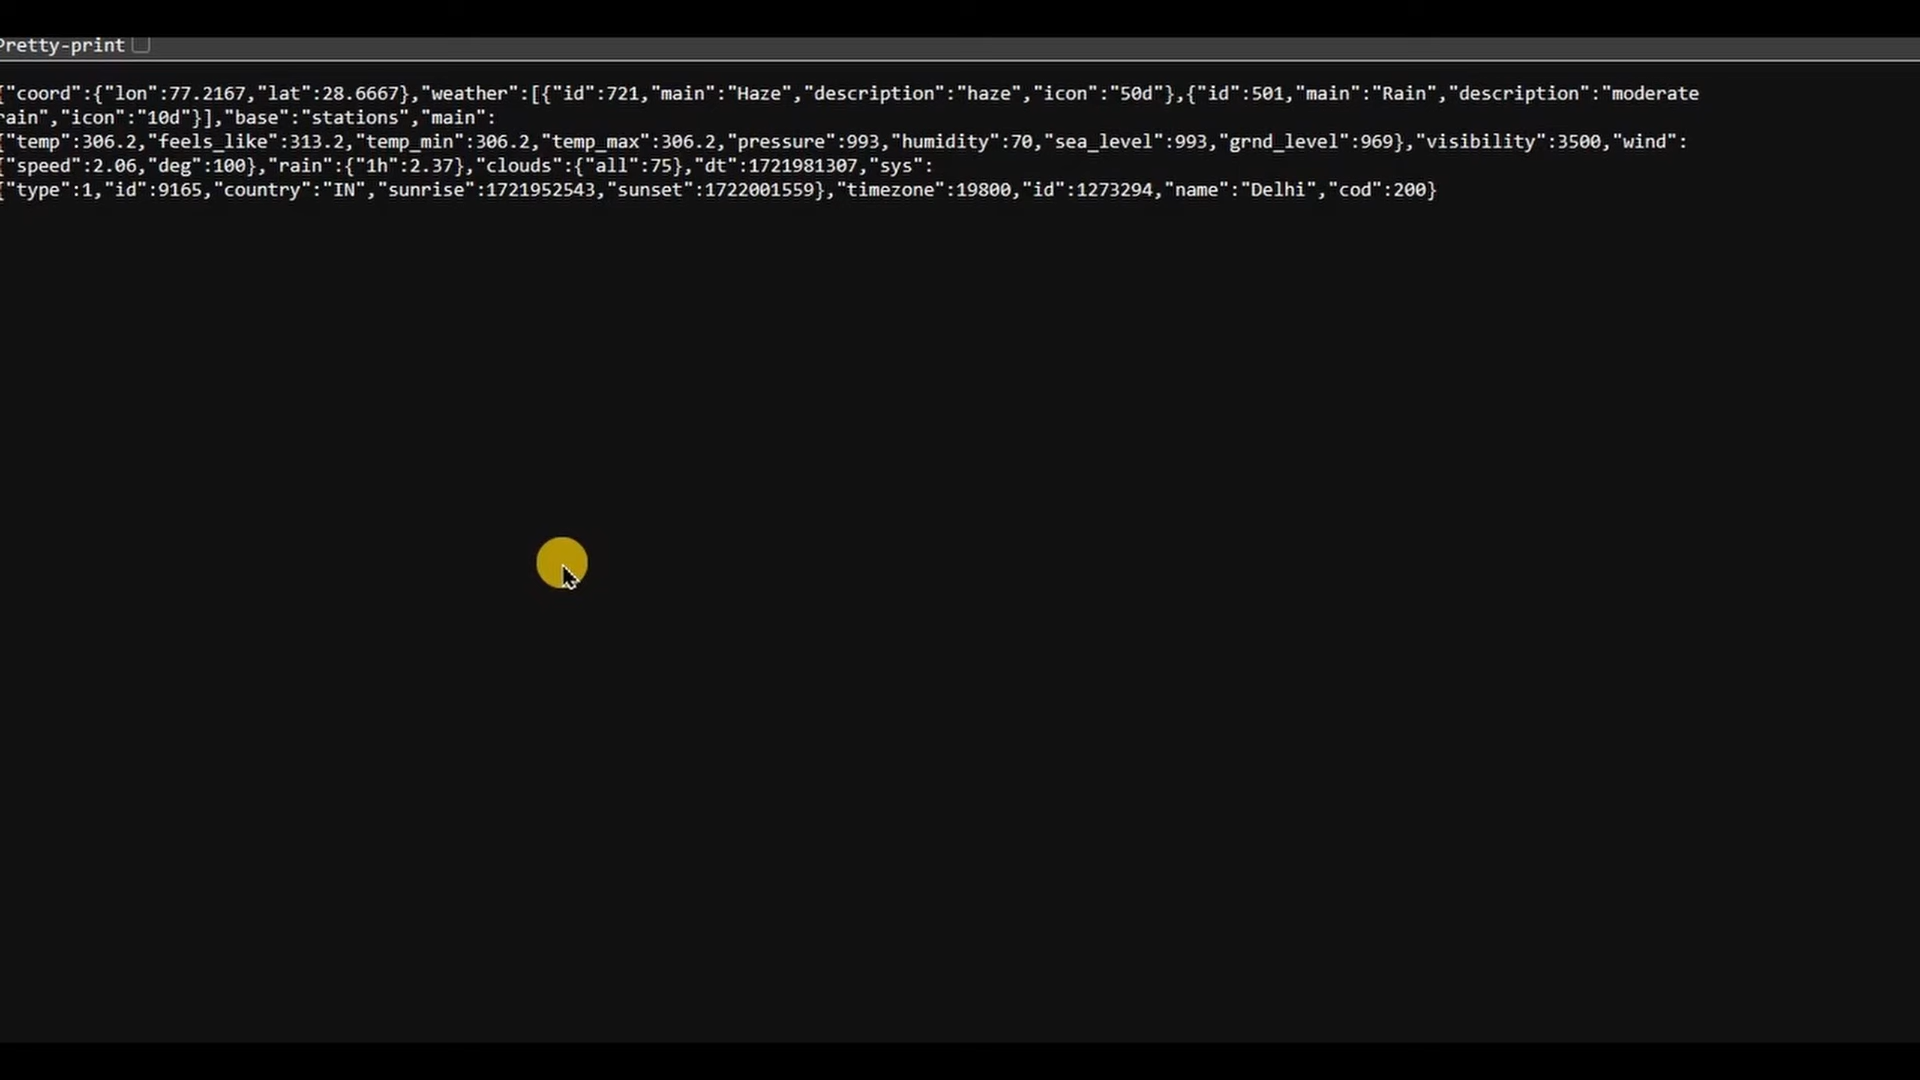 Pretty-print
{"coord":{"lon":77.2167,"lat":28.6667},"weather":[{"id":721,"main":"Haze","description":"haze","icon":"50d"},{"id":501,"main":"Rain","description":"moderate
rain","icon":"10d"}],"base":"stations","main":
{"temp":306.2,"feels_like":313.2,"temp_min":306.2,"temp_max":306.2,"pressure":993,"humidity":70,"sea_level":993,"grnd_level":969},"visibility":3500,"wind":
{"speed":2.06,"deg":100},"rain":{"1h":2.37},"clouds":{"all":75},"dt":1721981307,"sys":
{"type":1,"id":9165,"country":"IN","sunrise":1721952543,"sunset":1722001559},"timezone":19800,"id":1273294,"name":"Delhi","cod":200}